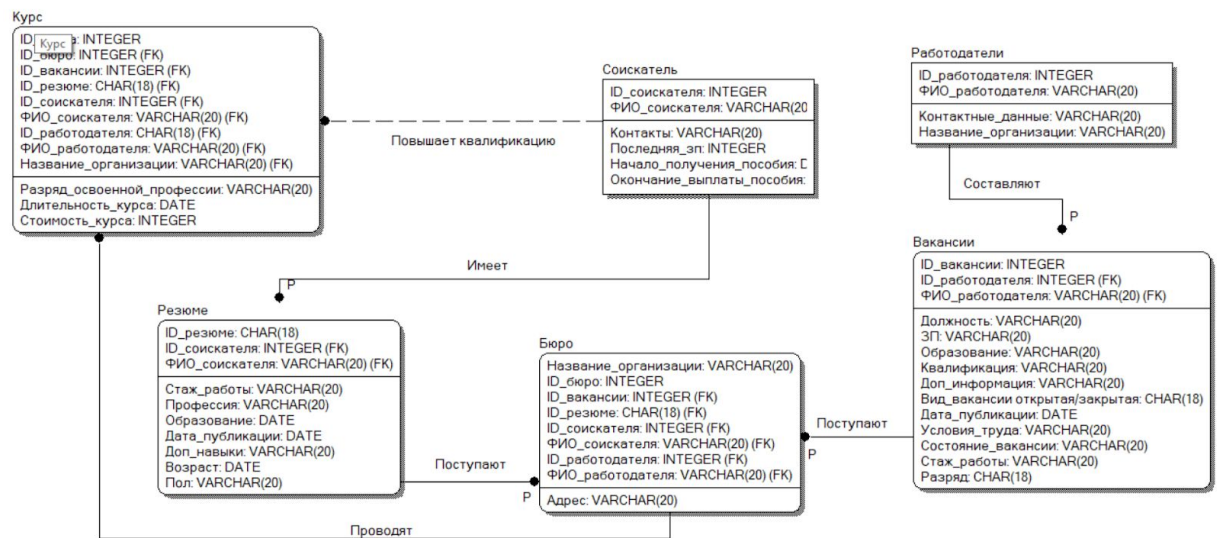 Курс
ID_ : INTEGER
Курс
ID_бюро: INTEGER (FK)
ID_вакансии: INTEGER (FK)
ID_резюме: CHAR(18) (FK)
ID_соискателя: INTEGER (FK)
ФИО_соискателя: VARCHAR(20) (FK)
ID_работодателя: CHAR(18) (FK)
ФИО_работодателя: VARCHAR(20) (FK)
Название_организации: VARCHAR(20) (FK)
Разряд_освоенной_профессии: VARCHAR(20)
Длительность_курса: DATE
Стоимость_курса: INTEGER
Повышает квалификацию
Соискатель
ID_соискателя: INTEGER
ФИО_соискателя: VARCHAR(20
Контакты: VARCHAR(20)
Последняя_зп: INTEGER
Начало_получения_пособия: D
Окончание_выплаты_пособия:
Работодатели
ID_работодателя: INTEGER
ФИО_работодателя: VARCHAR(20)
Контактные_данные: VARCHAR(20)
Название_организации: VARCHAR(20)
Составляют
P
Имеет
P
Резюме
ID_резюме: CHAR(18)
ID_соискателя: INTEGER (FK)
ФИО_соискателя: VARCHAR(20) (FK)
Стаж_работы: VARCHAR(20)
Профессия: VARCHAR(20)
Образование: DATE
Дата_публикации: DATE
Доп_навыки: VARCHAR(20)
Возраст: DATE
Пол: VARCHAR(20)
Поступают
P
Бюро
Название_организации: VARCHAR(20)
ID_бюро: INTEGER
ID_вакансии: INTEGER (FK)
ID_резюме: CHAR(18) (FK)
ID_соискателя: INTEGER (FK)
ФИО_соискателя: VARCHAR(20) (FK)
ID_работодателя: INTEGER (FK)
ФИО_работодателя: VARCHAR(20) (FK)
Адрес: VARCHAR(20)
Поступают
P
Вакансии
ID_вакансии: INTEGER
ID_работодателя: INTEGER (FK)
ФИО_работодателя: VARCHAR(20) (FK)
Должность: VARCHAR(20)
ЗП: VARCHAR(20)
Образование: VARCHAR(20)
Квалификация: VARCHAR(20)
Доп_информация: VARCHAR(20)
Вид_вакансии открытая/закрытая: CHAR(18)
Дата_публикации: DATE
Условия_труда: VARCHAR(20)
Состояние_вакансии: VARCHAR(20)
Стаж_работы: VARCHAR(20)
Разряд: CHAR(18)
Проводят